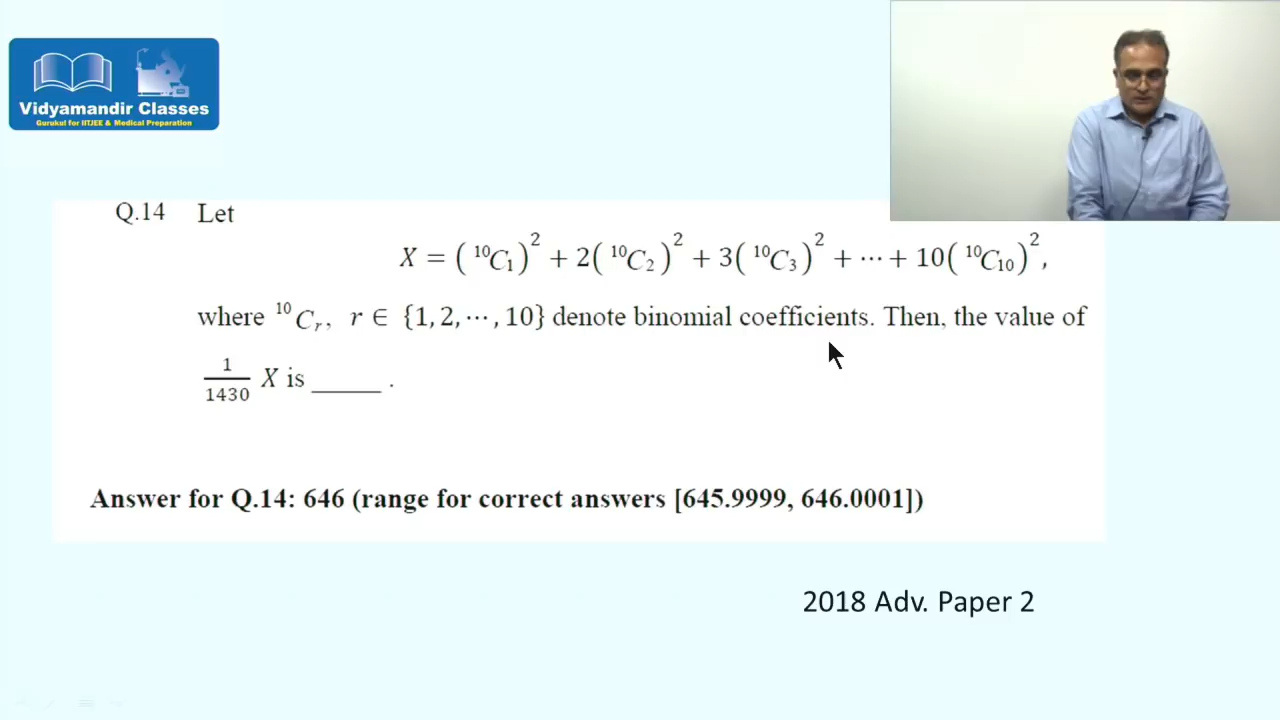 Vidyamandir Classes
Gurukul for IITJEE & Medical Preparation
Q.14 Let
X = ( ¹⁰C₁ )² + 2( ¹⁰C₂ )² + 3( ¹⁰C₃ )² + ⋯ + 10( ¹⁰C₁₀ )²,
where ¹⁰Cᵣ, r ∈ {1, 2, ⋯ , 10} denote binomial coefficients. Then, the value of
1/1430 X is _____ .
Answer for Q.14: 646 (range for correct answers [645.9999, 646.0001])
2018 Adv. Paper 2